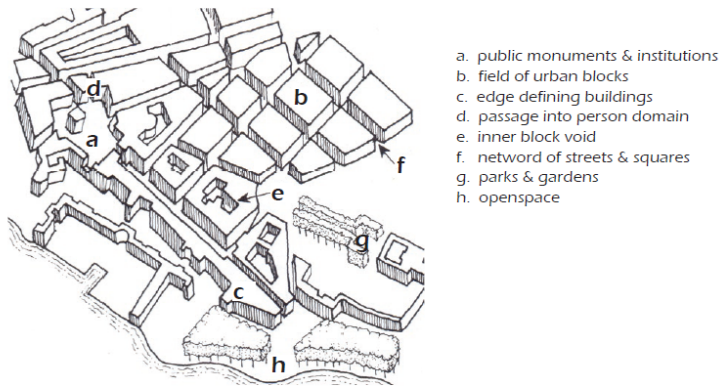 d
b
a
f
e
g
c
h
a. public monuments & institutions
b. field of urban blocks
c. edge defining buildings
d. passage into person domain
e. inner block void
f. netword of streets & squares
g. parks & gardens
h. openspace